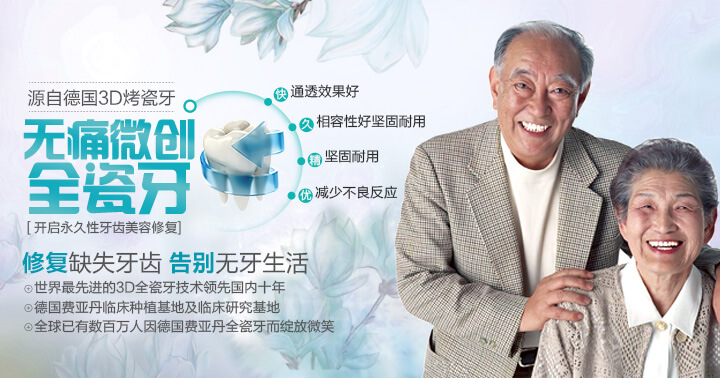 源自德国3D烤瓷牙
无痛微创
全瓷牙
[ 开启永久性牙齿美容修复]
快 通透效果好
久 相容性好坚固耐用
精 坚固耐用
优 减少不良反应
修复缺失牙齿 告别无牙生活
世界最先进的3D全瓷牙技术领先国内十年
德国费亚丹临床种植基地及临床研究基地
全球已有数百万人因德国费亚丹全瓷牙而绽放微笑